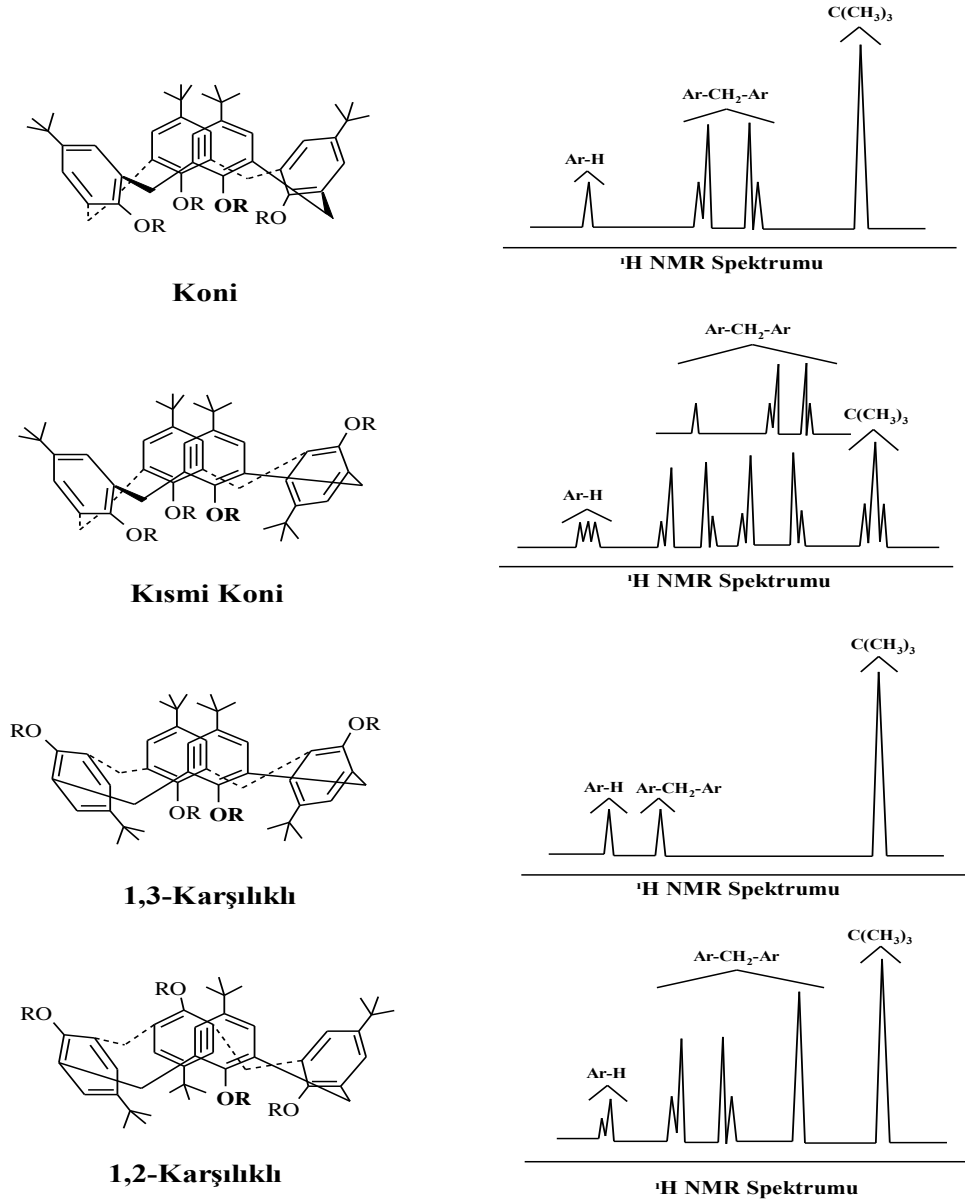 C(CH₃)₃
Ar-CH₂-Ar
Ar-H
OR
OR
OR
RO
¹H NMR Spektrumu
Koni
Ar-CH₂-Ar
C(CH₃)₃
Ar-H
OR
OR
OR
OR
¹H NMR Spektrumu
Kısmi Koni
C(CH₃)₃
Ar-H
Ar-CH₂-Ar
RO
OR
OR
OR
¹H NMR Spektrumu
1,3-Karşılıklı
C(CH₃)₃
Ar-CH₂-Ar
Ar-H
RO
RO
OR
RO
¹H NMR Spektrumu
1,2-Karşılıklı